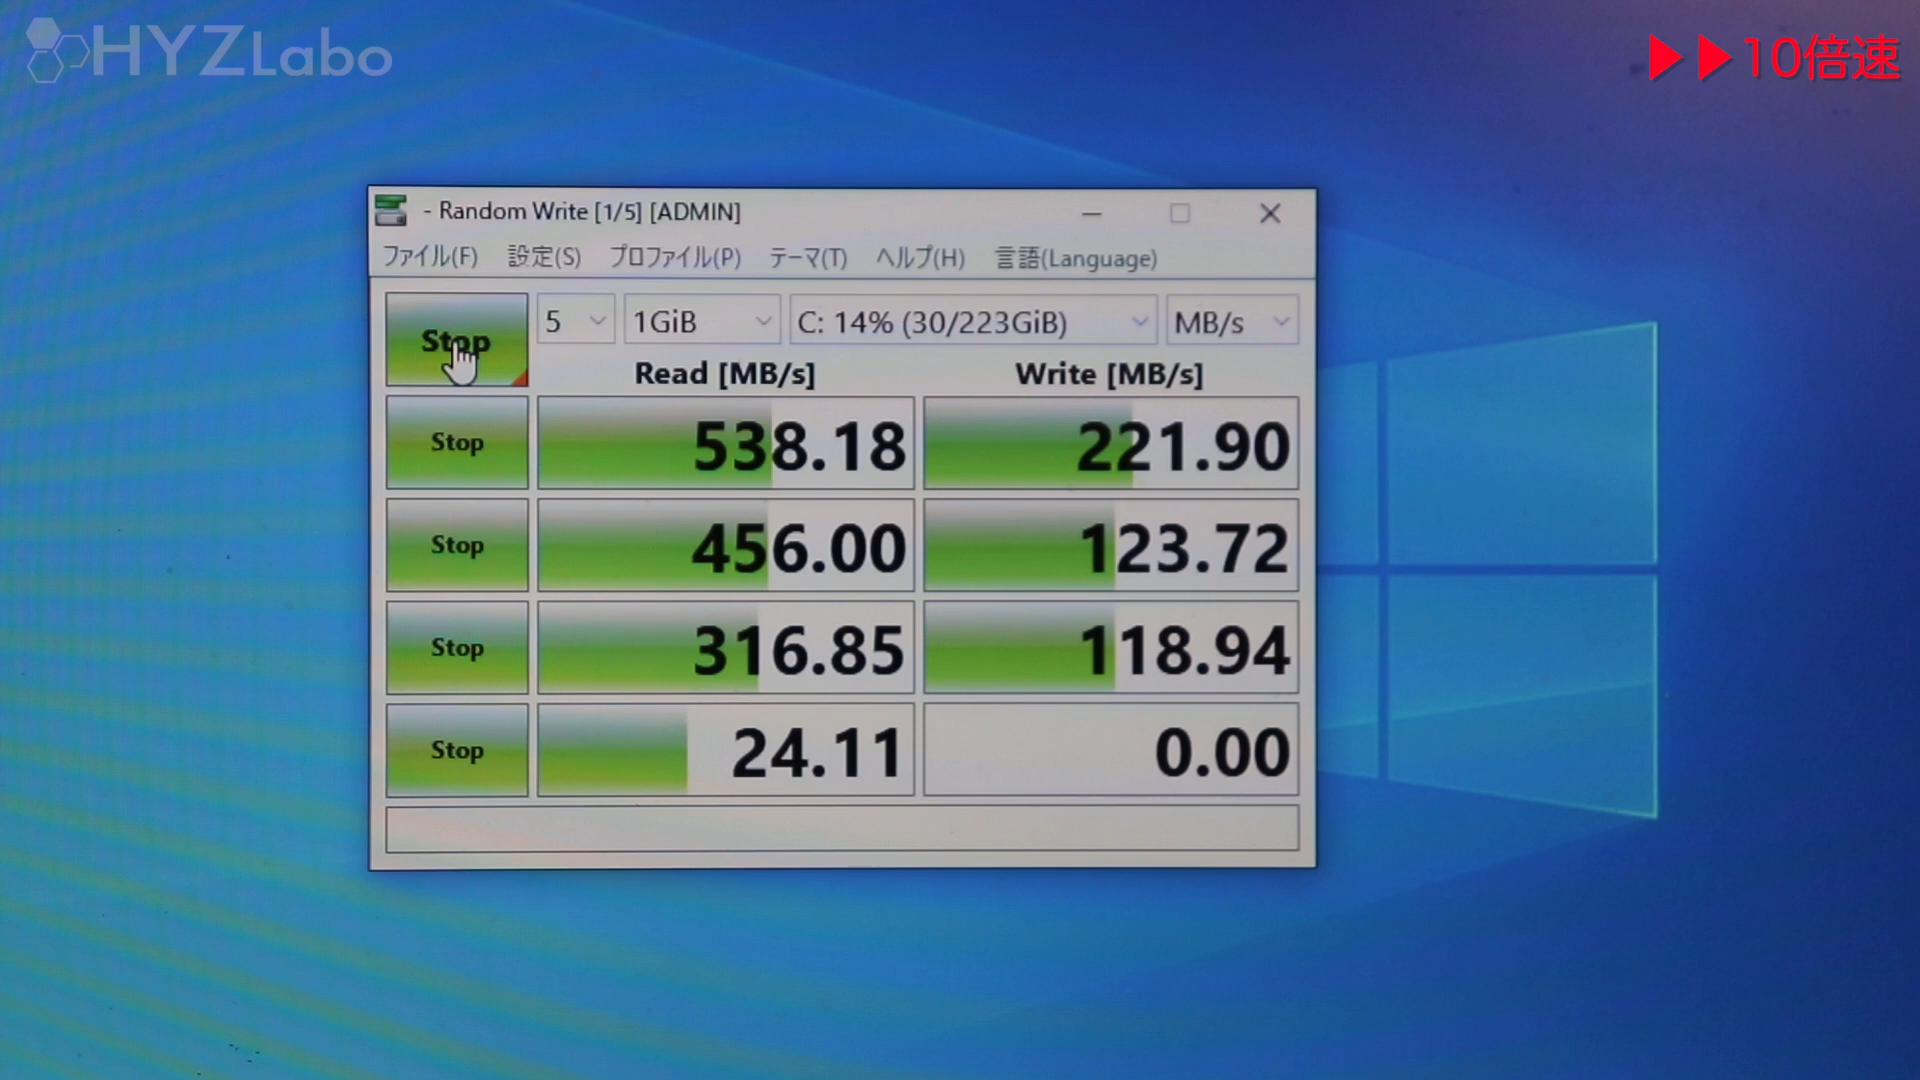 HYZLabo
10倍速
- Random Write [1/5] [ADMIN]
ファイル(F) 設定(S) プロファイル(P) テーマ(T) ヘルプ(H) 言語(Language)
Stop 5 1GiB C: 14% (30/223GiB) MB/s
Read [MB/s] Write [MB/s]
Stop 538.18 221.90
Stop 456.00 123.72
Stop 316.85 118.94
Stop 24.11 0.00